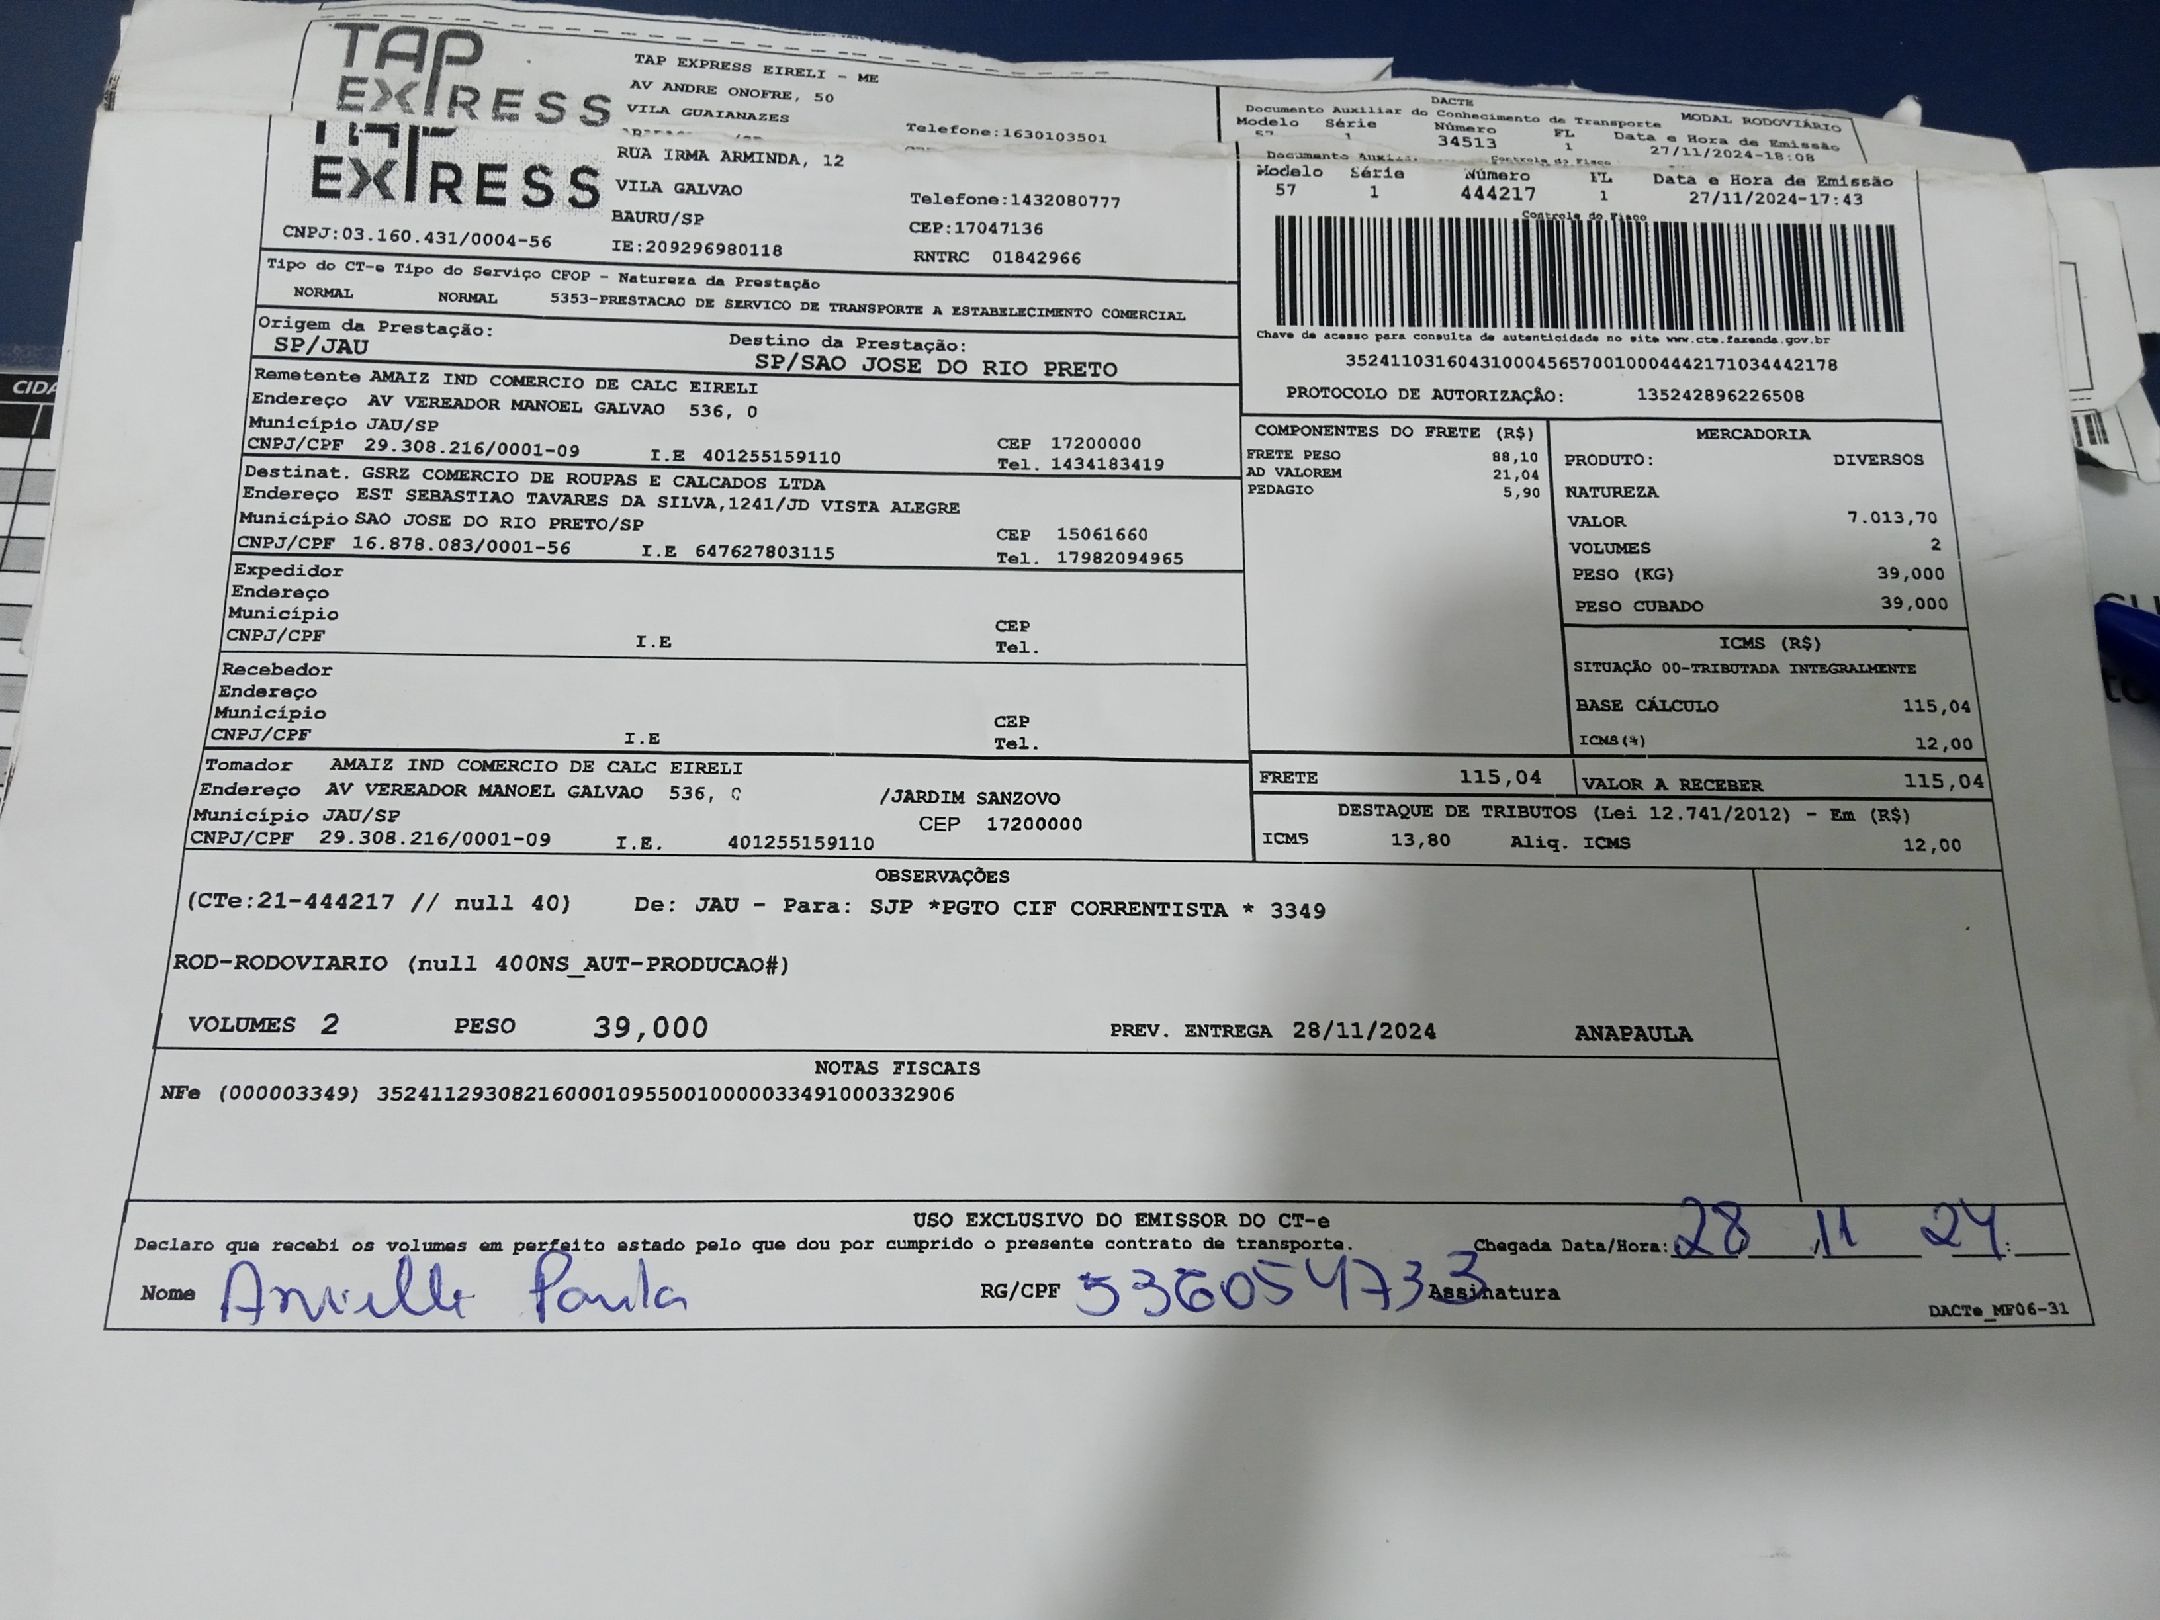 TAP
EXPRESS
TAP EXPRESS EIRELI - ME
AV ANDRE ONOFRE, 50
VILA GUAIANAZES
Telefone:1630103501
DACTE
Documento Auxiliar do Conhecimento de Transporte MODAL RODOVIÁRIO
Modelo Série Número FL Data e Hora de Emissão
57 1 34513 1 27/11/2024-18:08
EXPRESS
RUA IRMA ARMINDA, 12
VILA GALVAO Telefone:1432080777
BAURU/SP CEP:17047136
CNPJ:03.160.431/0004-56 IE:209296980118 RNTRC 01842966
Controle do Fisco
Modelo Série Número FL Data e Hora de Emissão
57 1 444217 1 27/11/2024-17:43
Controle do Fisco
Chave de acesso para consulta de autenticidade no site www.cte.fazenda.gov.br
35241103160431000456570010004442171034442178
PROTOCOLO DE AUTORIZAÇÃO: 135242896226508
Tipo do CT-e Tipo do Serviço CFOP - Natureza da Prestação
NORMAL NORMAL 5353-PRESTACAO DE SERVICO DE TRANSPORTE A ESTABELECIMENTO COMERCIAL
Origem da Prestação: Destino da Prestação:
SP/JAU SP/SAO JOSE DO RIO PRETO
Remetente AMAIZ IND COMERCIO DE CALC EIRELI
Endereço AV VEREADOR MANOEL GALVAO 536, 0
Município JAU/SP CEP 17200000
CNPJ/CPF 29.308.216/0001-09 I.E 401255159110 Tel. 1434183419
Destinat. GSRZ COMERCIO DE ROUPAS E CALCADOS LTDA
Endereço EST SEBASTIAO TAVARES DA SILVA,1241/JD VISTA ALEGRE
Município SAO JOSE DO RIO PRETO/SP CEP 15061660
CNPJ/CPF 16.878.083/0001-56 I.E 647627803115 Tel. 17982094965
Expedidor
Endereço
Município CEP
CNPJ/CPF I.E Tel.
Recebedor
Endereço
Município CEP
CNPJ/CPF I.E Tel.
Tomador AMAIZ IND COMERCIO DE CALC EIRELI
Endereço AV VEREADOR MANOEL GALVAO 536, 0 /JARDIM SANZOVO
Município JAU/SP CEP 17200000
CNPJ/CPF 29.308.216/0001-09 I.E. 401255159110
COMPONENTES DO FRETE (R$)
FRETE PESO 88,10
AD VALOREM 21,04
PEDAGIO 5,90
MERCADORIA
PRODUTO: DIVERSOS
NATUREZA
VALOR 7.013,70
VOLUMES 2
PESO (KG) 39,000
PESO CUBADO 39,000
ICMS (R$)
SITUAÇÃO 00-TRIBUTADA INTEGRALMENTE
BASE CÁLCULO 115,04
ICMS(%) 12,00
FRETE 115,04 VALOR A RECEBER 115,04
DESTAQUE DE TRIBUTOS (Lei 12.741/2012) - Em (R$)
ICMS 13,80 Aliq. ICMS 12,00
OBSERVAÇÕES
(CTe:21-444217 // null 40) De: JAU - Para: SJP *PGTO CIF CORRENTISTA * 3349
ROD-RODOVIARIO (null 400NS_AUT-PRODUCAO#)
VOLUMES 2 PESO 39,000 PREV. ENTREGA 28/11/2024 ANAPAULA
NOTAS FISCAIS
NFe (000003349) 35241129308216000109550010000033491000332906
USO EXCLUSIVO DO EMISSOR DO CT-e
Declaro que recebi os volumes em perfeito estado pelo que dou por cumprido o presente contrato de transporte. Chegada Data/Hora: 28 11 24
Nome Paula RG/CPF 536054733 Assinatura
DACTe_MF06-31